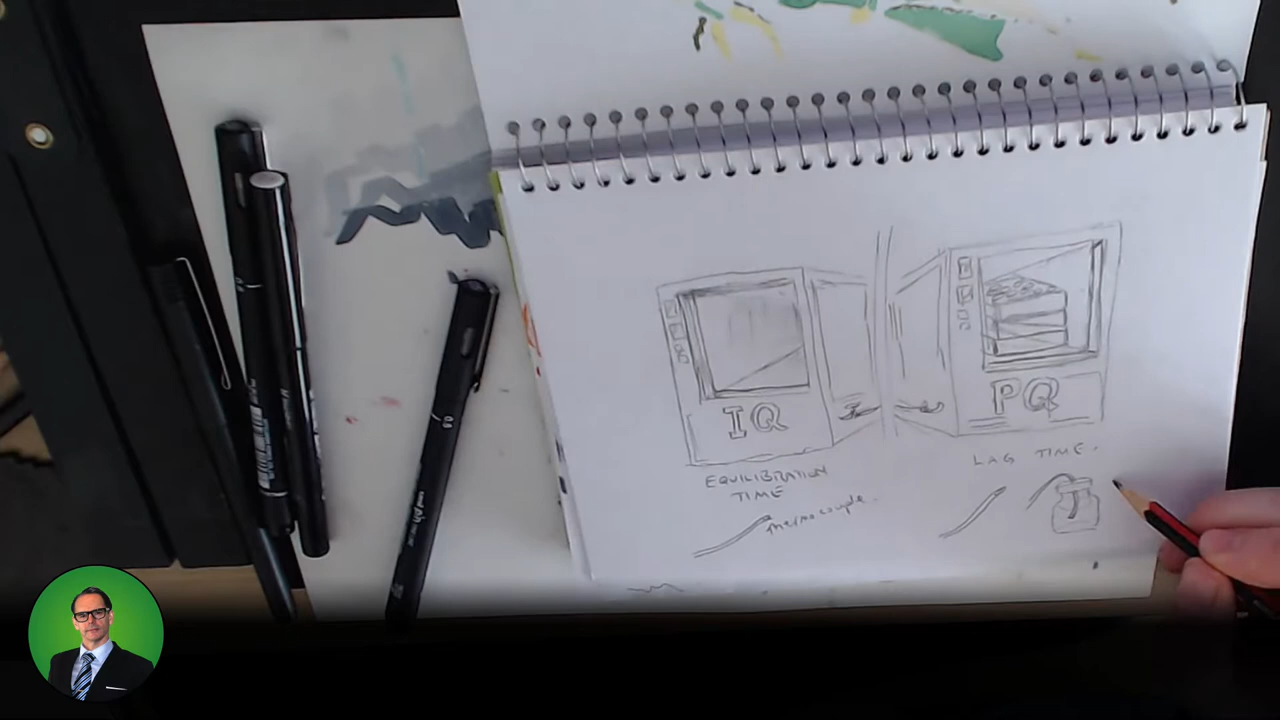 IQ
PQ
EQUILIBRATION
TIME
LAG TIME.
thermocouple.